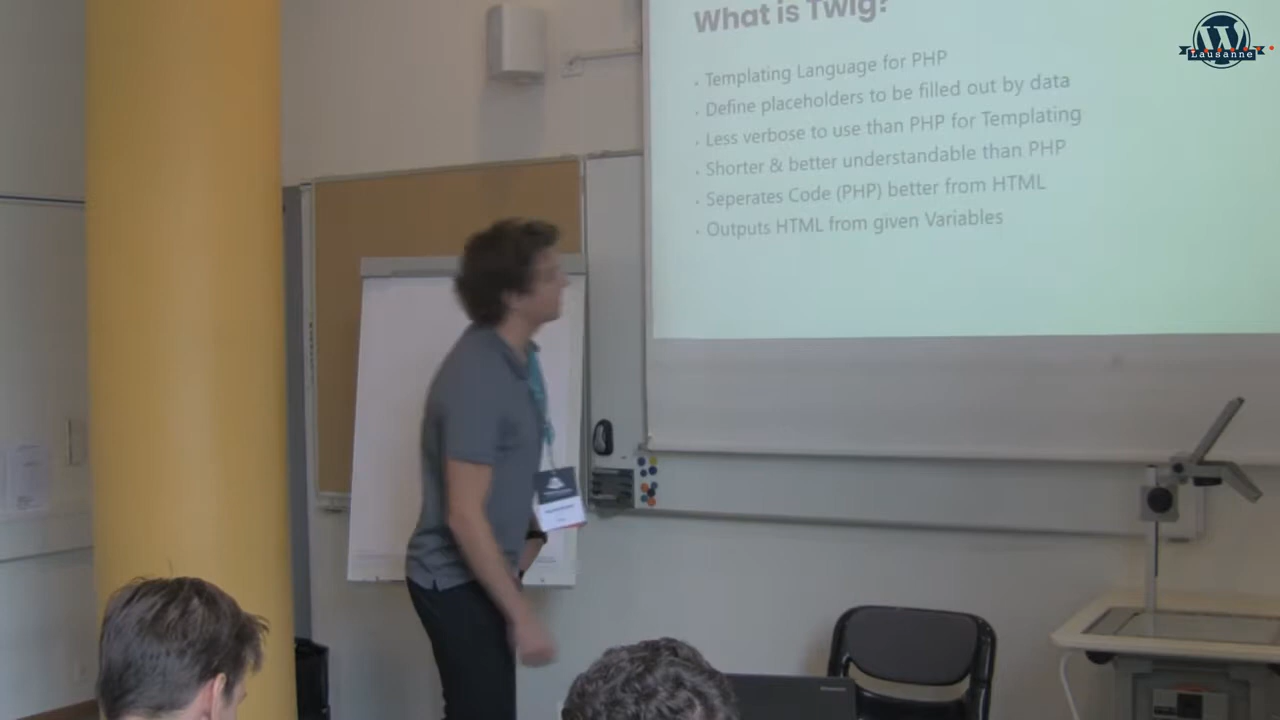 What is Twig?
• Templating Language for PHP
• Define placeholders to be filled out by data
• Less verbose to use than PHP for Templating
• Shorter & better understandable than PHP
• Seperates Code (PHP) better from HTML
• Outputs HTML from given Variables
W
Lausanne